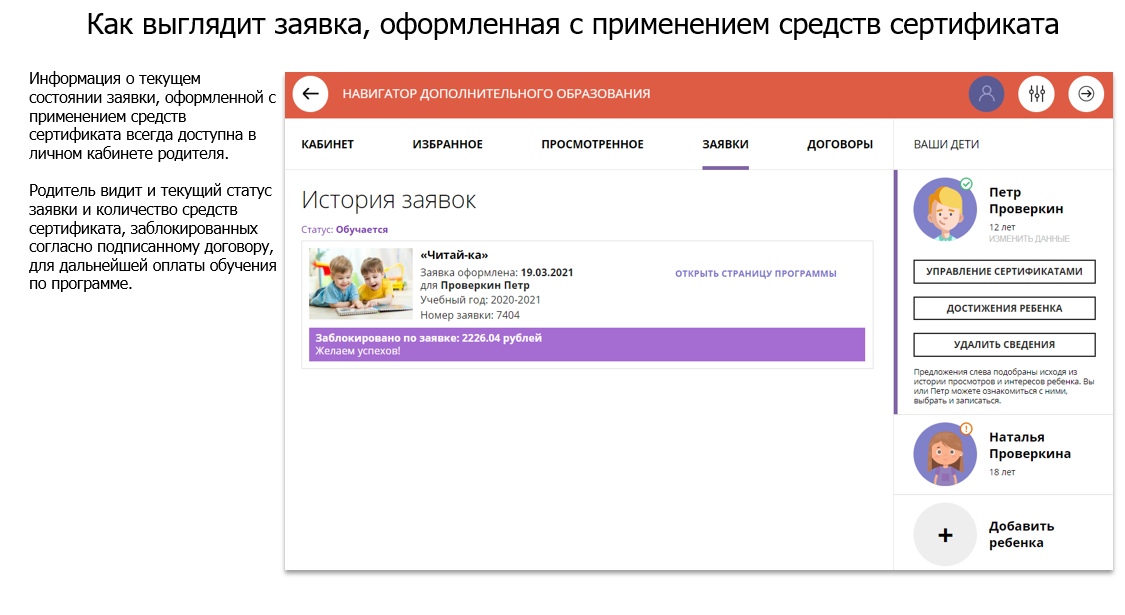 Как выглядит заявка, оформленная с применением средств сертификата
Информация о текущем
состоянии заявки, оформленной с
применением средств
сертификата всегда доступна в
личном кабинете родителя.
Родитель видит и текущий статус
заявки и количество средств
сертификата, заблокированных
согласно подписанному договору,
для дальнейшей оплаты обучения
по программе.
НАВИГАТОР ДОПОЛНИТЕЛЬНОГО ОБРАЗОВАНИЯ
КАБИНЕТ
ИЗБРАННОЕ
ПРОСМОТРЕННОЕ
ЗАЯВКИ
ДОГОВОРЫ
История заявок
Статус: Обучается
«Читай-ка»
Заявка оформлена: 19.03.2021
для Проверкин Петр
Учебный год: 2020-2021
Номер заявки: 7404
ОТКРЫТЬ СТРАНИЦУ ПРОГРАММЫ
Заблокировано по заявке: 2226.04 рублей
Желаем успехов!
ВАШИ ДЕТИ
Петр
Проверкин
12 лет
ИЗМЕНИТЬ ДАННЫЕ
УПРАВЛЕНИЕ СЕРТИФИКАТАМИ
ДОСТИЖЕНИЯ РЕБЕНКА
УДАЛИТЬ СВЕДЕНИЯ
Предложения слева подобраны исходя из
истории просмотров и интересов ребенка. Вы
или Петр можете ознакомиться с ними,
выбрать и записаться.
Наталья
Проверкина
18 лет
Добавить
ребенка